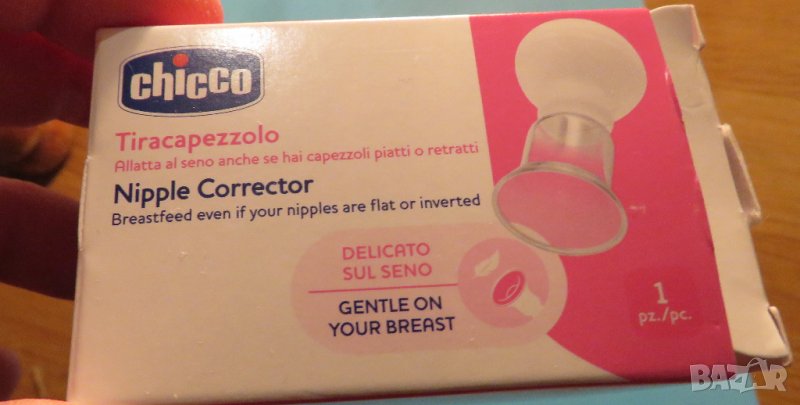 chicco
Tiracapezzolo
Allatta al seno anche se hai capezzoli piatti o retratti
Nipple Corrector
Breastfeed even if your nipples are flat or inverted
DELICATO
SUL SENO
GENTLE ON
YOUR BREAST
1
pz./pc.
BAZAR